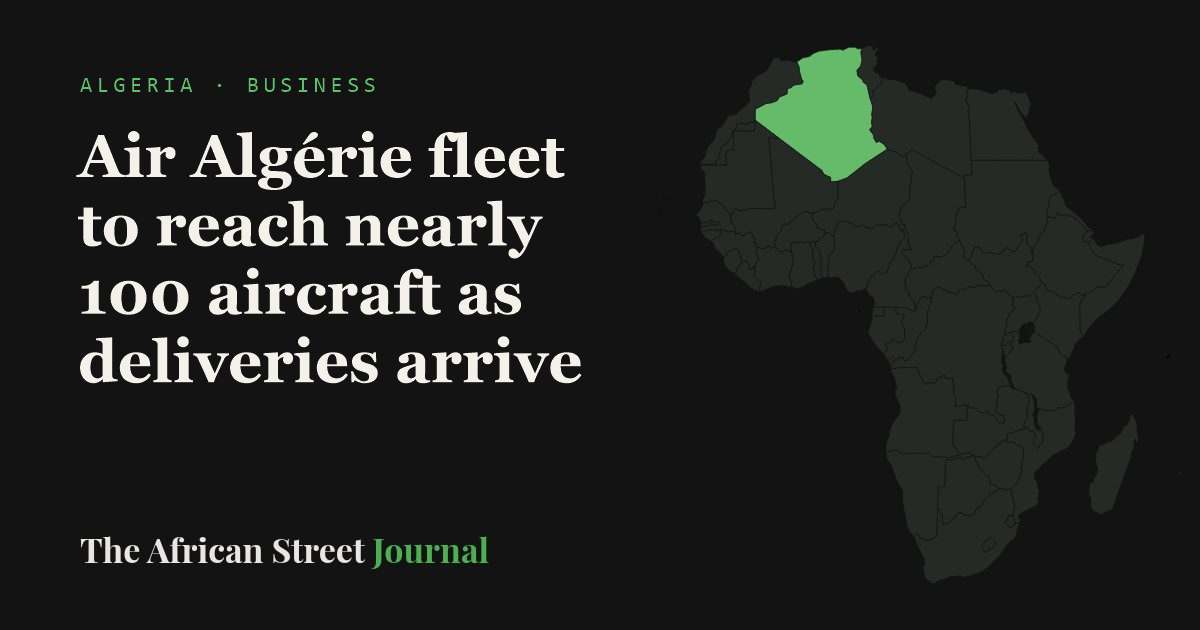 ALGERIA · BUSINESS
Air Algérie fleet
to reach nearly
100 aircraft as
deliveries arrive
The African Street Journal